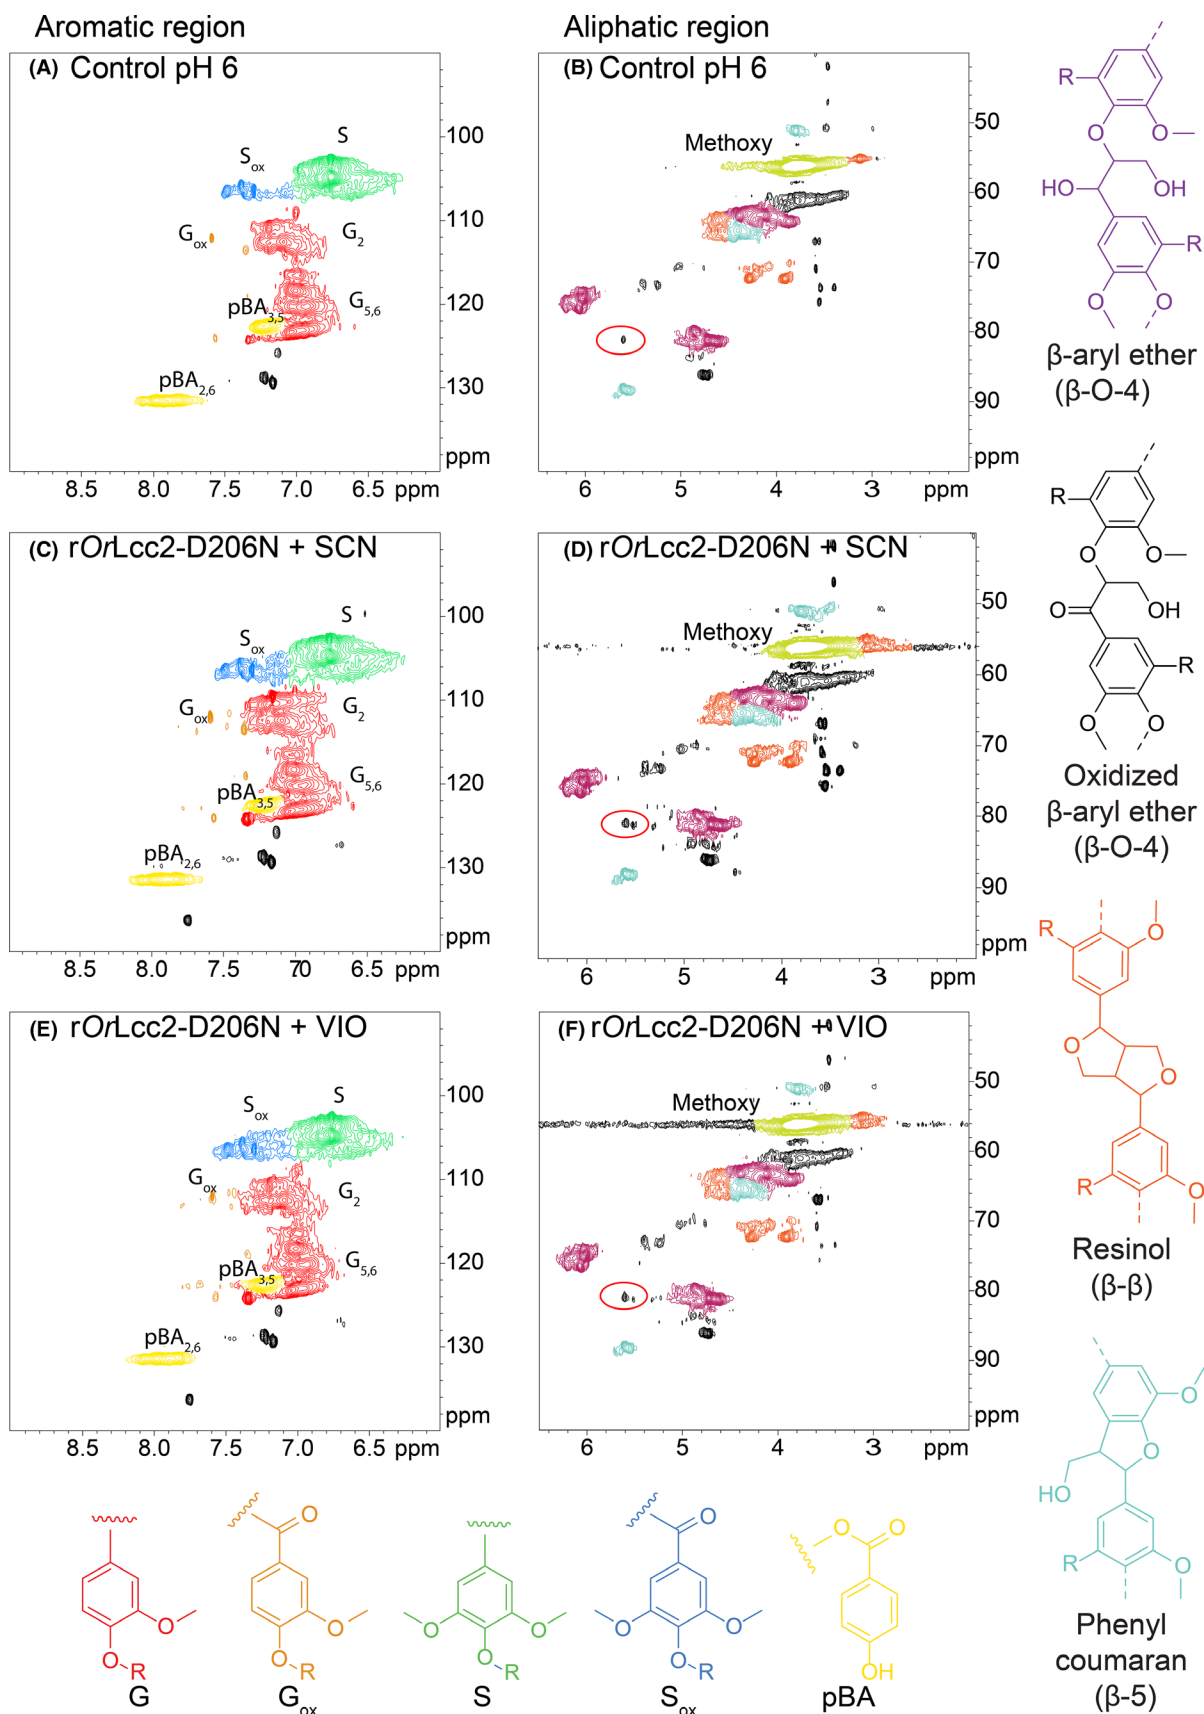 Aromatic region
Aliphatic region
(A) Control pH 6
S
Sox
Gox
G2
G5,6
pBA3,5
pBA2,6
100
110
120
130
ppm
8.5 8.0 7.5 7.0 ppm
(B) Control pH 6
Methoxy
50
60
70
80
90
ppm
6 5 4 3 ppm
(C) rOrLcc2-D206N + SCN
S
Sox
Gox
G2
G5,6
pBA3,5
pBA2,6
100
110
120
130
ppm
8.5 8.0 7.5 70 6.5 ppm
(D) rOrLcc2-D206N + SCN
Methoxy
50
60
70
80
90
ppm
6 5 4 3
(E) rOrLcc2-D206N + VIO
S
Sox
Gox
G2
G5,6
pBA3,5
pBA2,6
100
110
120
130
ppm
8.5 8.0 7.5 7.0 ppm
(F) rOrLcc2-D206N + VIO
Methoxy
50
60
70
80
90
ppm
6 5 4 3 ppm
R
O
O
HO
OH
R
O
O
β-aryl ether
(β-O-4)
R
O
O
O
OH
R
O
O
Oxidized
β-aryl ether
(β-O-4)
R
O
O
O
R
O
Resinol
(β-β)
O
O
HO
R
O
Phenyl
coumaran
(β-5)
O
O
R
G
O
O
O
R
Gox
O
O
O
R
S
O
O
O
O
R
Sox
O
O
OH
pBA